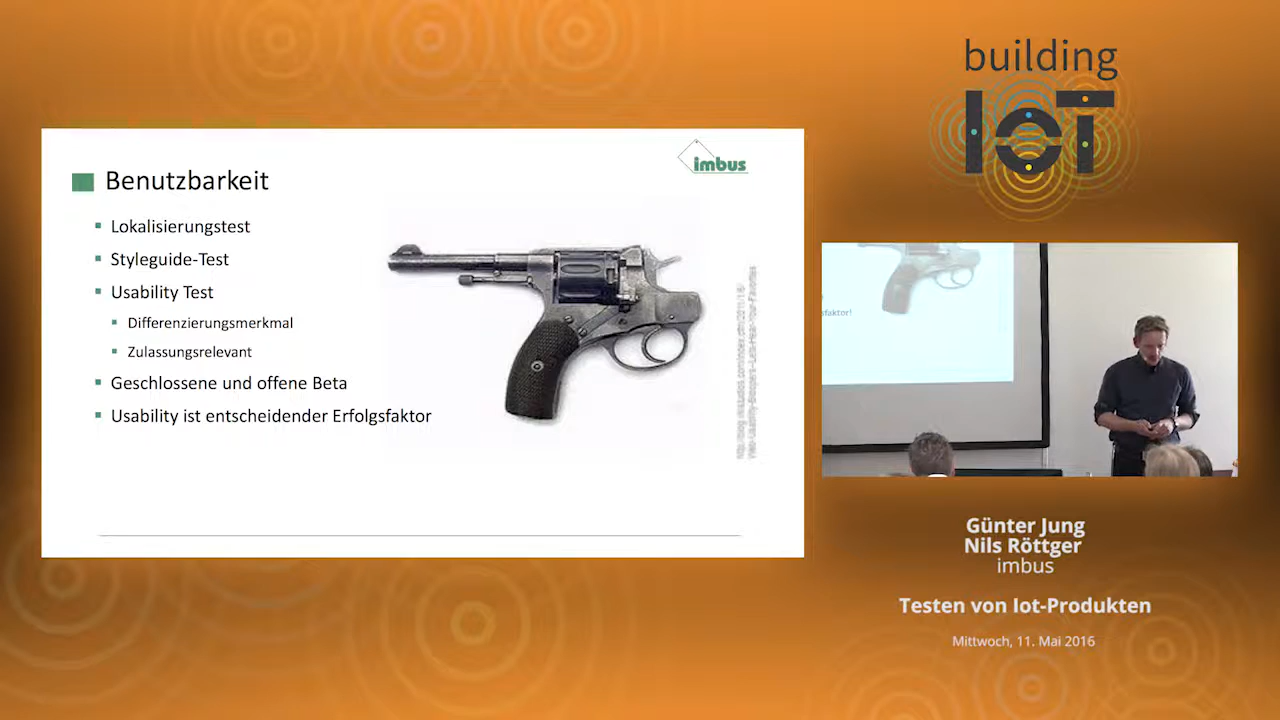 building
IoT
imbus
Benutzbarkeit
Lokalisierungstest
Styleguide-Test
Usability Test
Differenzierungsmerkmal
Zulassungsrelevant
Geschlossene und offene Beta
Usability ist entscheidender Erfolgsfaktor
sfaktor!
Günter Jung
Nils Röttger
imbus
Testen von Iot-Produkten
Mittwoch, 11. Mai 2016